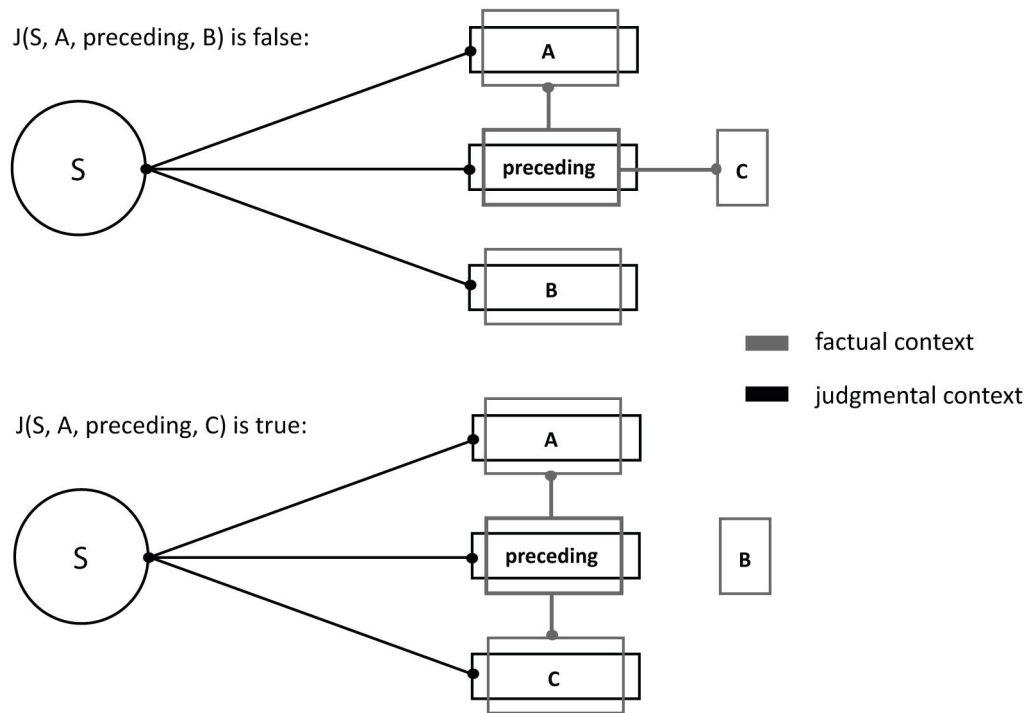 J(S, A, preceding, B) is false:
A
S
preceding
C
B
factual context
judgmental context
J(S, A, preceding, C) is true:
A
S
preceding
B
C